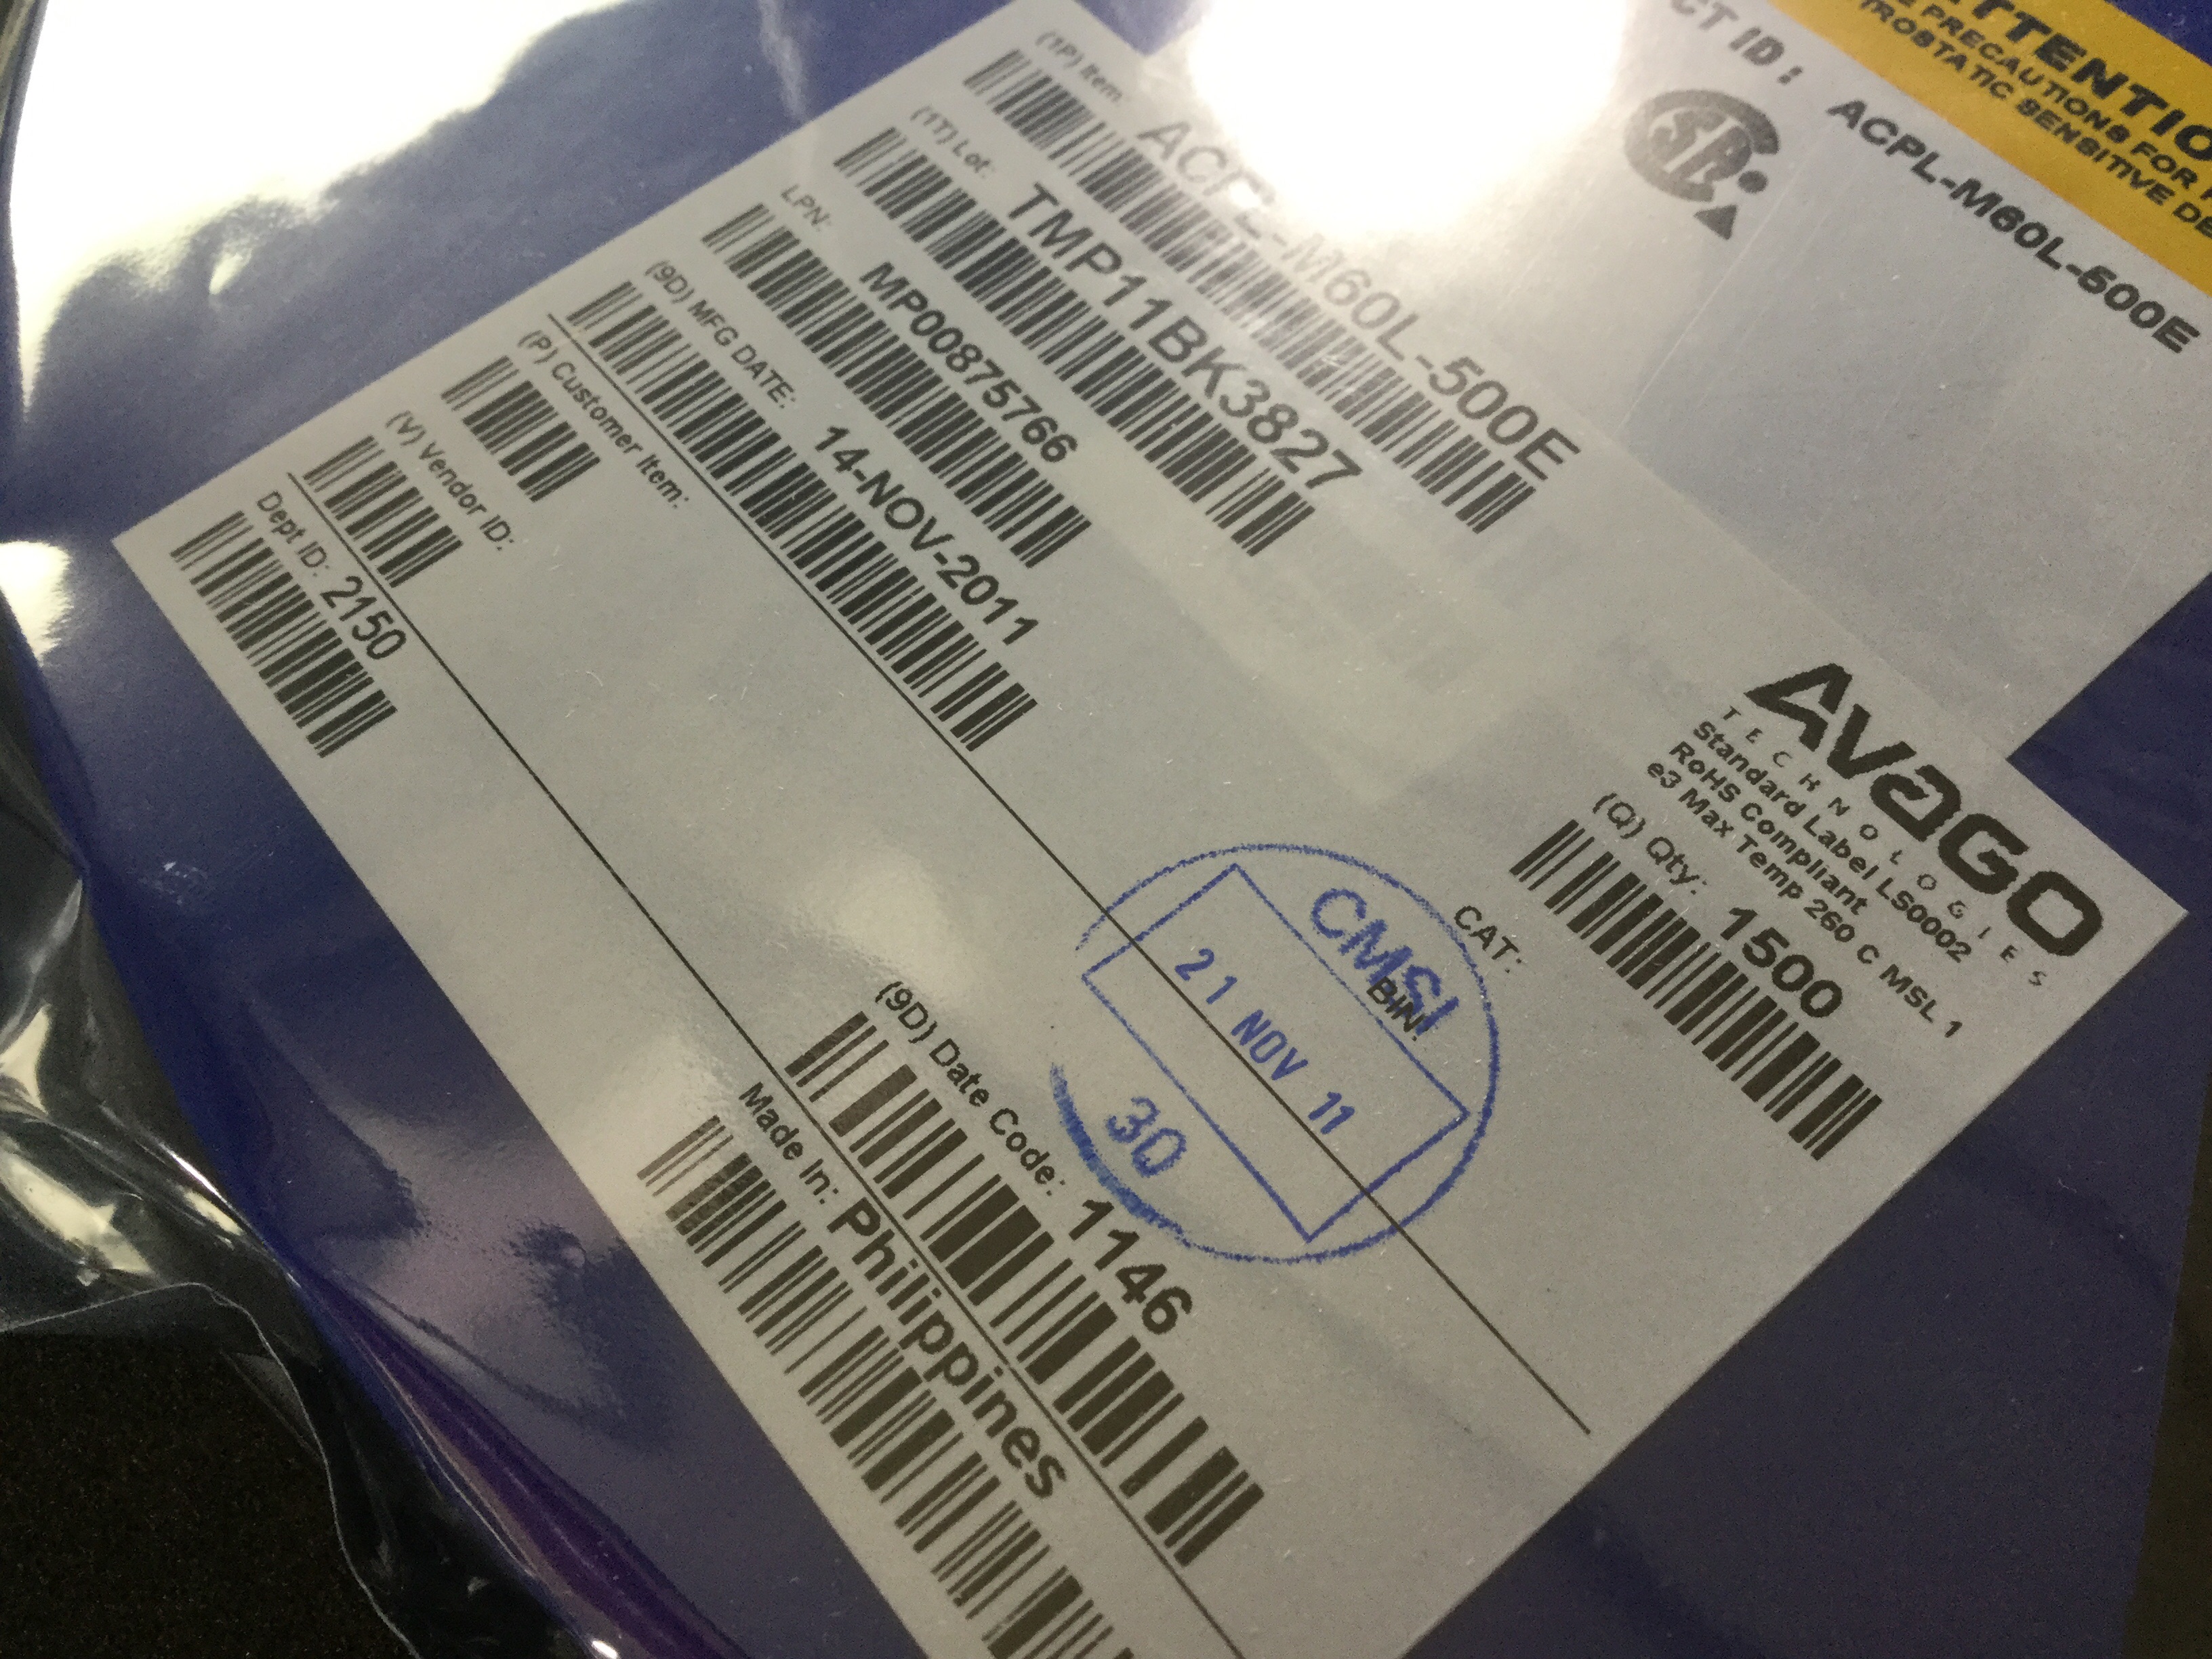 ATTENTIO
PRECAUTIONS FOR
TROSTATIC SENSITIVE DE
CT ID : ACPL-M60L-500E
(1P) Item: ACPL-M60L-500E
(1T) Lot: TMP11BK3827
LPN: MP00875766
(9D) MFG DATE: 14-NOV-2011
(P) Customer Item:
(V) Vendor ID:
Dept ID: 2150
AVAGO
TECHNOLOGIES
Standard Label LS0002
RoHS Compliant
e3 Max Temp 260 C MSL 1
(Q) Qty: 1500
CAT:
BIN:
CMSI
21 NOV 11
30
(9D) Date Code: 1146
Made In: Philippines